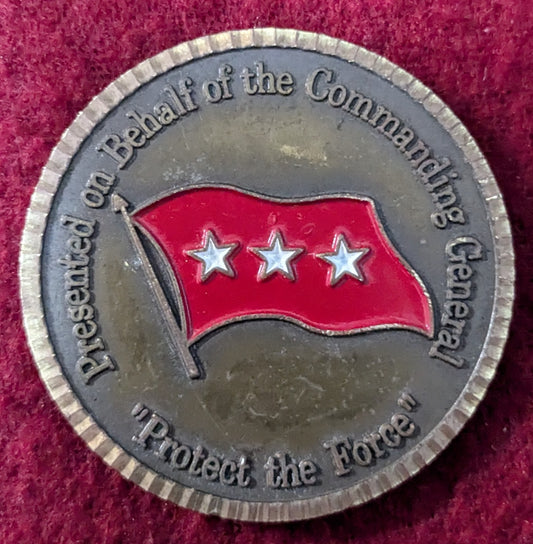 Presented on Behalf of the Commanding General
"Protect the Force"